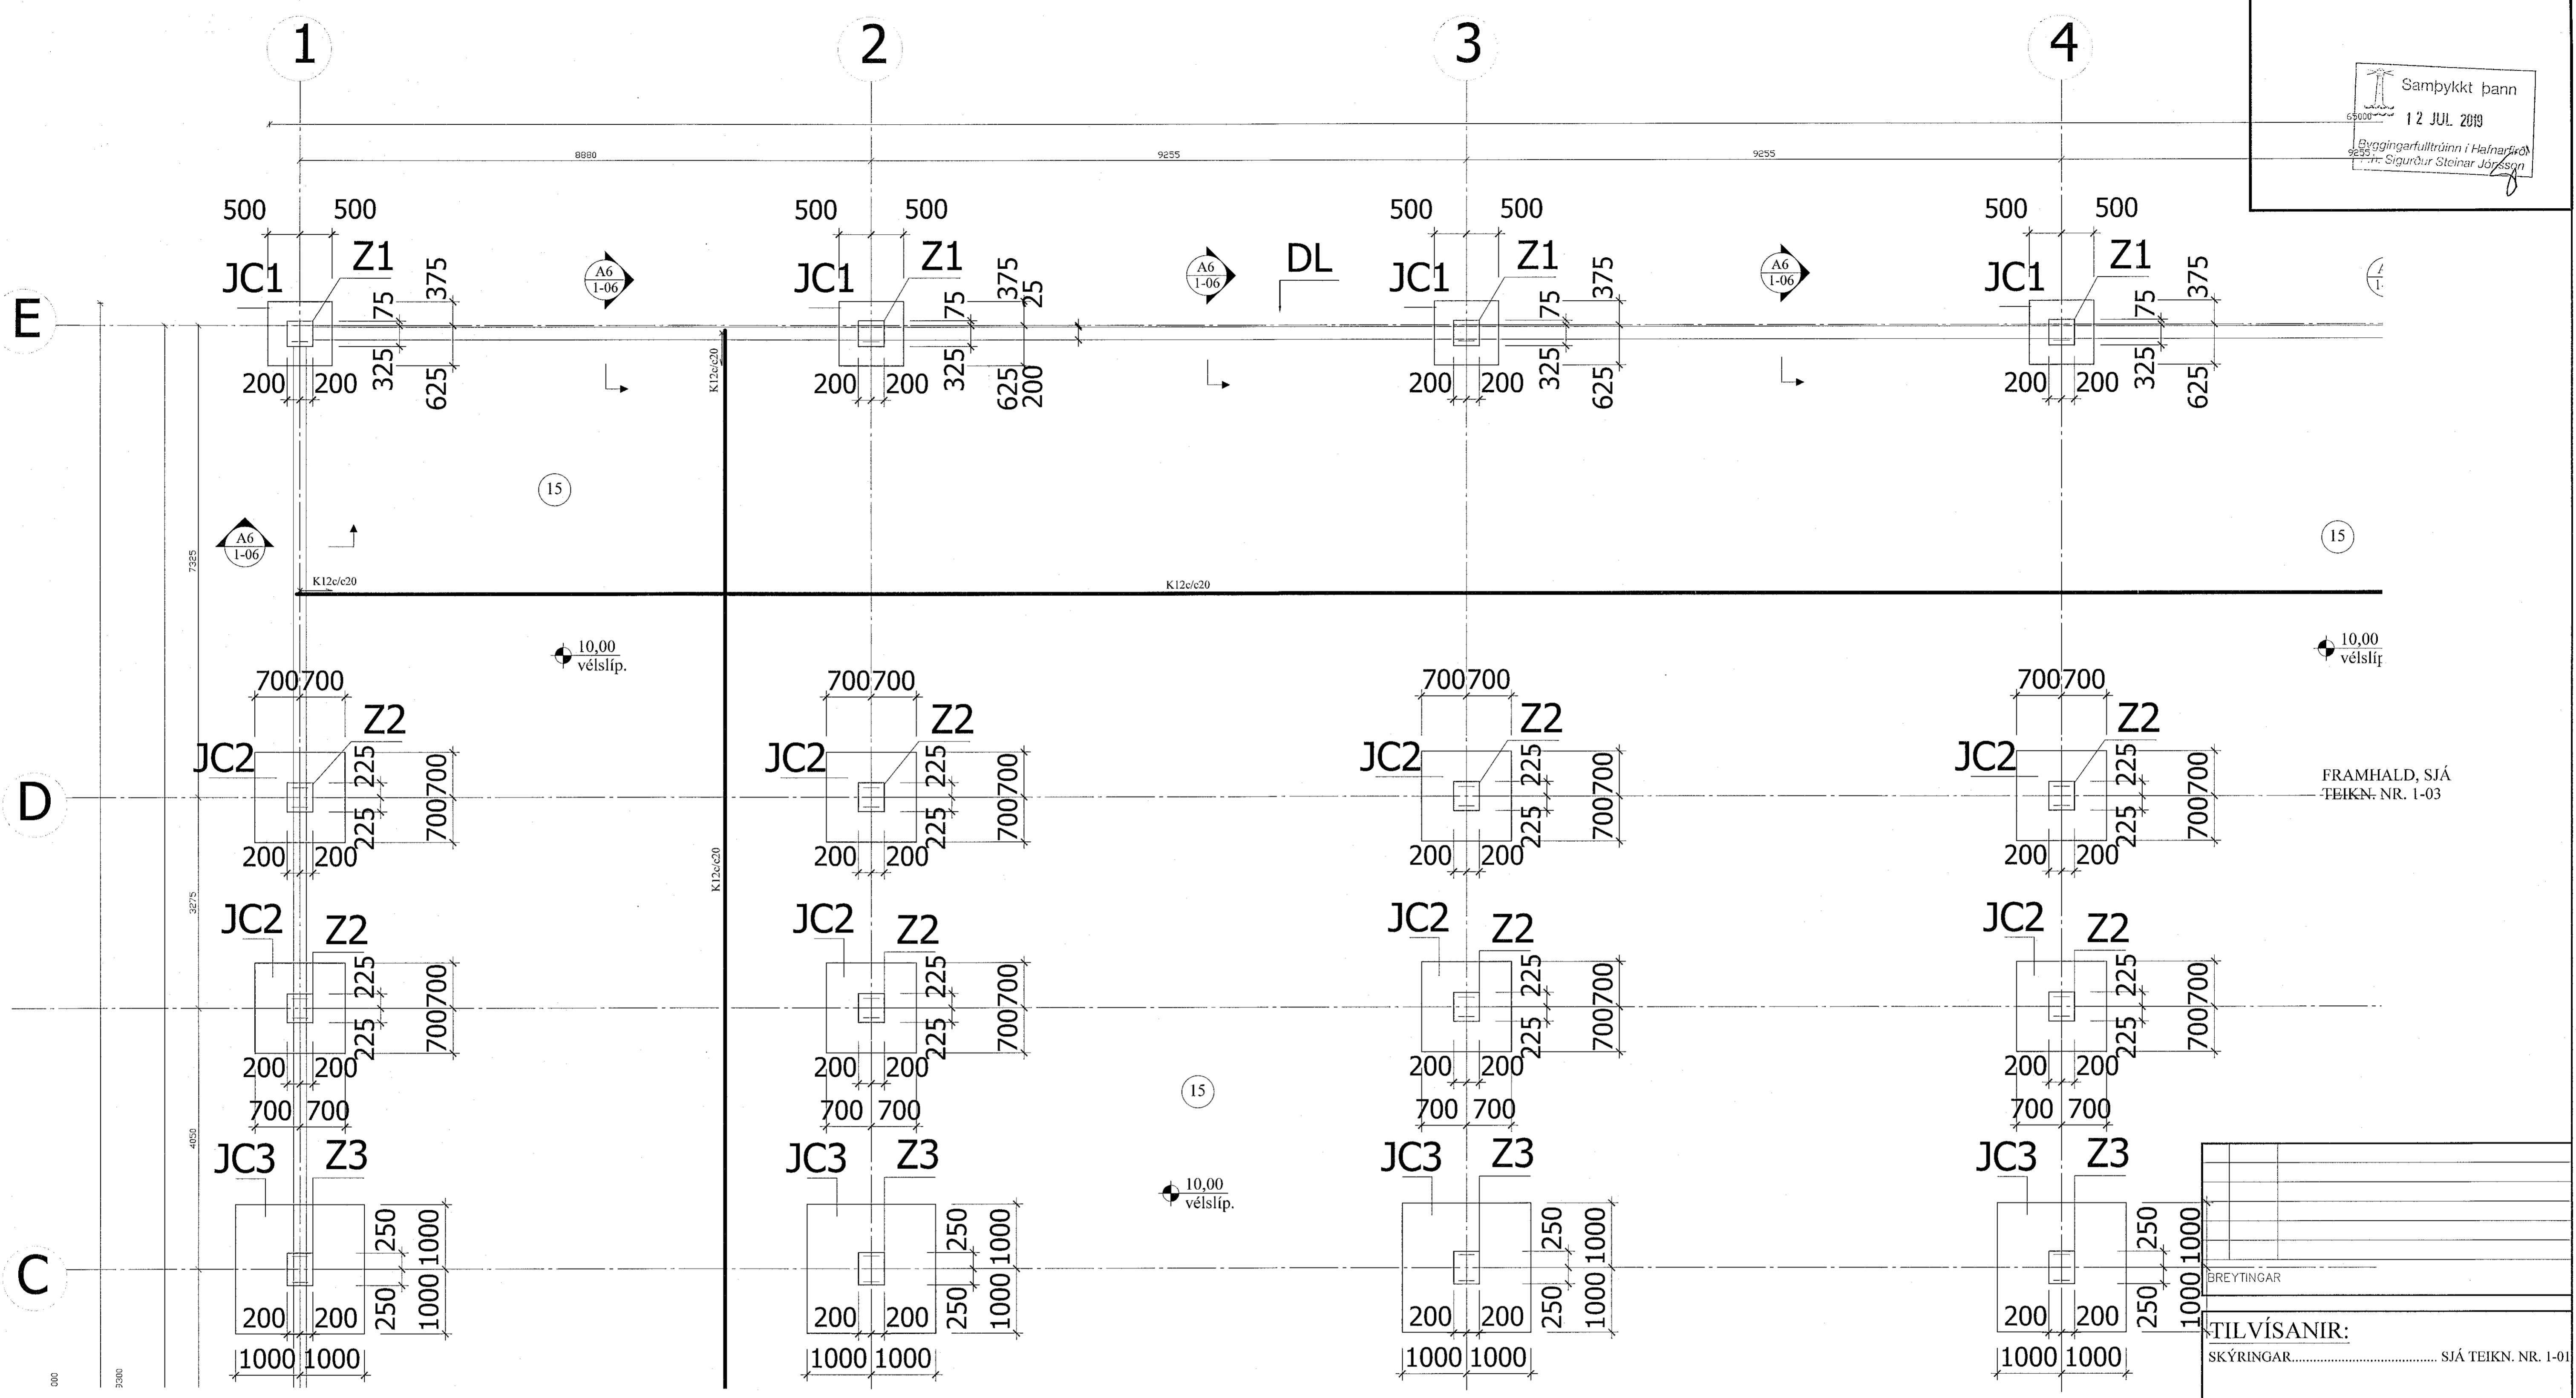 1
2
3
4
Samþykkt þann
12 JUL 2019
Byggingarfulltrúinn í Hafnarfirði
Sigurður Steinar Jónsson
65000
8880
9255
9255
9255
500 500
500 500
500 500
500 500
JC1 Z1
75 375
325 625
200 200
A6
1-06
JC1 Z1
75 375 25
325 625 200
200 200
A6
1-06
DL
JC1 Z1
75 375
325 625
200 200
A6
1-06
JC1 Z1
75 375
325 625
200 200
E
K12c/c20
15
15
A6
1-06
7325
K12c/c20
K12c/c20
10,00
vélslíp.
10,00
700 700
700 700
700 700
700 700
JC2 Z2
225 700
225 700
200 200
JC2 Z2
225 700
225 700
200 200
JC2 Z2
225 700
225 700
200 200
JC2 Z2
225 700
225 700
200 200
D
FRAMHALD, SJÁ
TEIKN. NR. 1-03
K12c/c20
3275
JC2 Z2
225 700
225 700
200 200
700 700
JC2 Z2
225 700
225 700
200 200
700 700
JC2 Z2
225 700
225 700
200 200
700 700
JC2 Z2
225 700
225 700
200 200
700 700
15
4050
10,00
vélslíp.
JC3 Z3
250 1000
250 1000
200 200
1000 1000
JC3 Z3
250 1000
250 1000
200 200
1000 1000
JC3 Z3
250 1000
250 1000
200 200
1000 1000
JC3 Z3
250 1000
250 1000
200 200
1000 1000
C
9300
BREYTINGAR
TILVÍSANIR:
SKÝRINGAR.................................................. SJÁ TEIKN. NR. 1-01